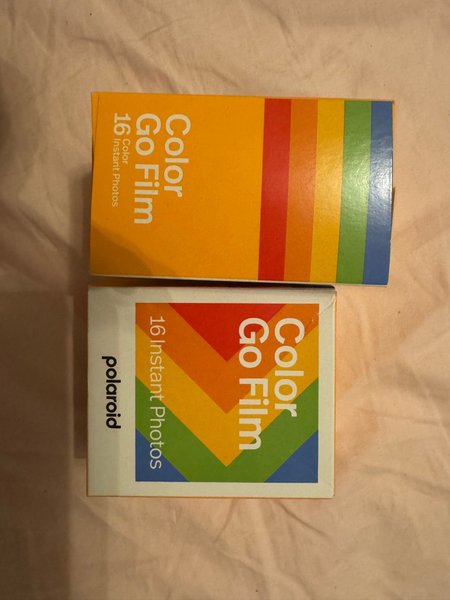 Color
Go Film
16 Color
Instant Photos
Color
Go Film
16 Instant Photos
polaroid